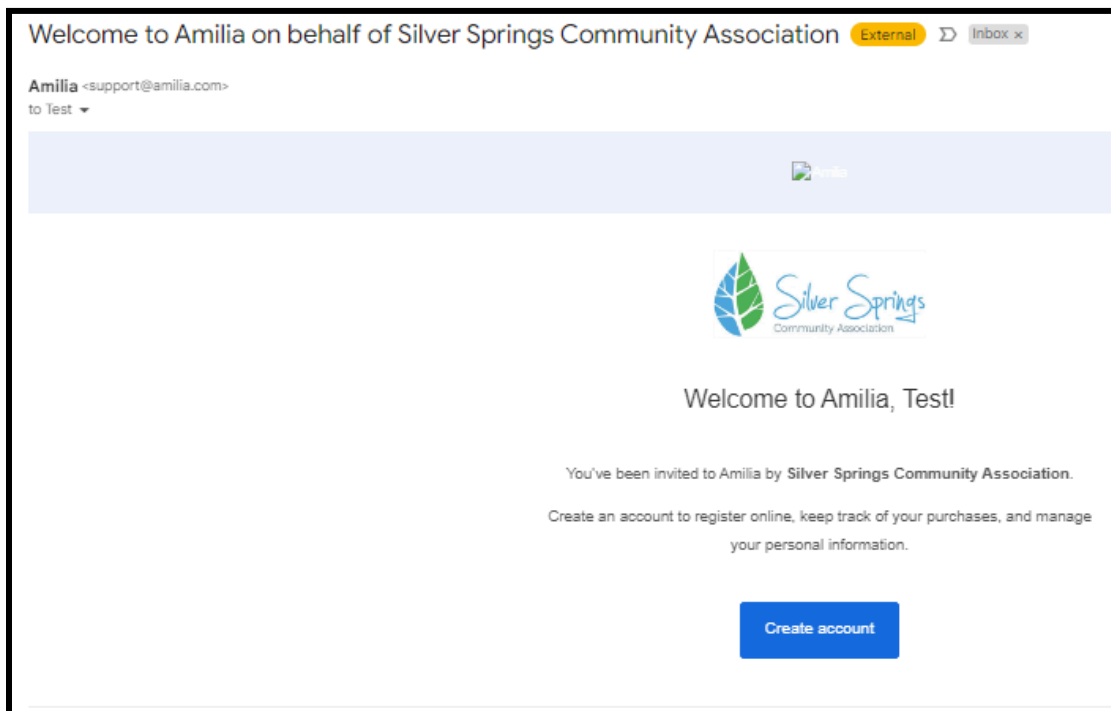 Welcome to Amilia on behalf of Silver Springs Community Association External Inbox x
Amilia <support@amilia.com>
to Test
Amilia
Silver Springs
Community Association
Welcome to Amilia, Test!
You've been invited to Amilia by Silver Springs Community Association.
Create an account to register online, keep track of your purchases, and manage
your personal information.
Create account